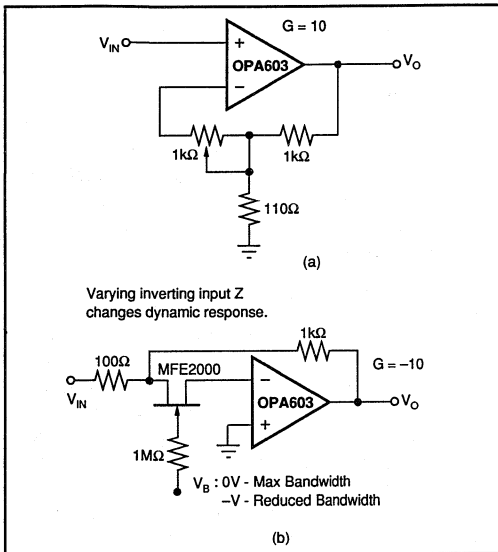 G = 10
V_IN
+
OPA603
V_O
−
1kΩ
1kΩ
110Ω
(a)
Varying inverting input Z
changes dynamic response.
1kΩ
100Ω
MFE2000
G = −10
V_IN
−
OPA603
V_O
+
1MΩ
V_B : 0V - Max Bandwidth
−V - Reduced Bandwidth
(b)